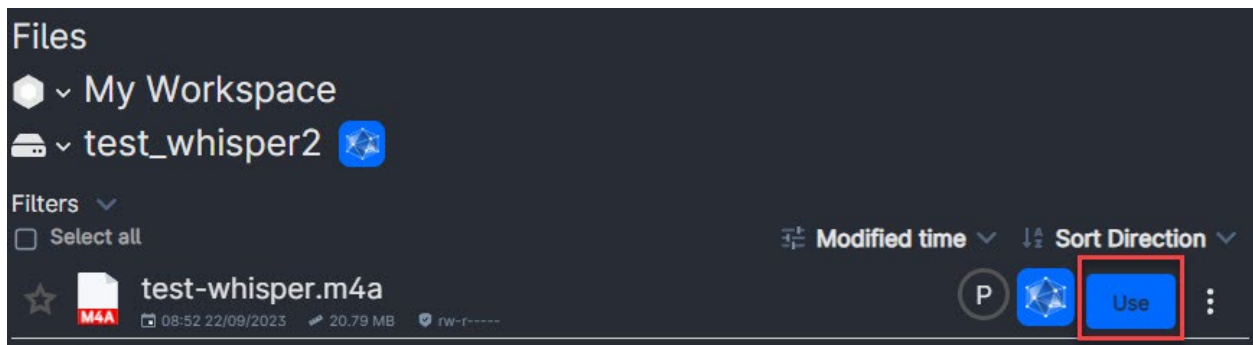 Files
My Workspace
test_whisper2
Filters
Select all Modified time Sort Direction
test-whisper.m4a P Use
M4A 08:52 22/09/2023 20.79 MB rw-r-----